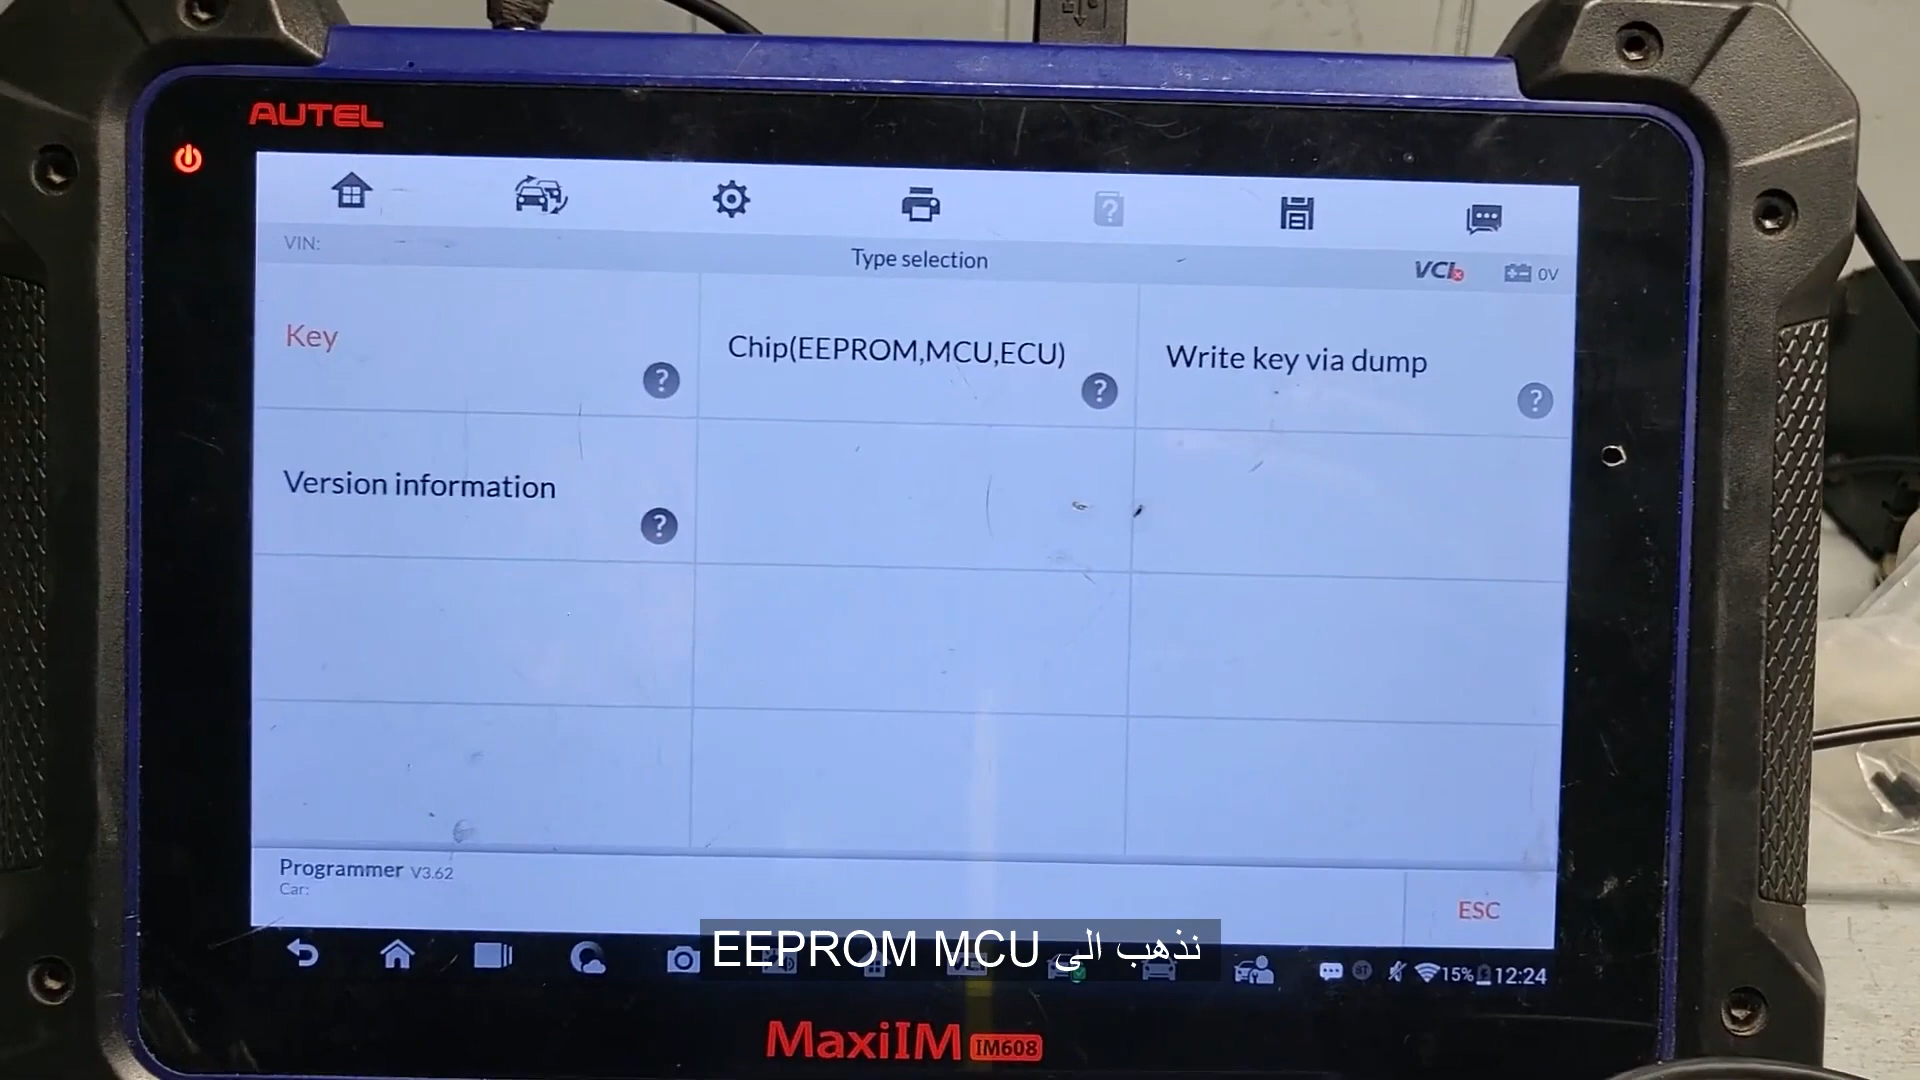 AUTEL
VIN:
Type selection
VCI
0V
Key
?
Chip(EEPROM,MCU,ECU)
?
Write key via dump
?
Version information
?
Programmer V3.62
Car:
ESC
نذهب الى EEPROM MCU
15%
12:24
MaxiIM IM608